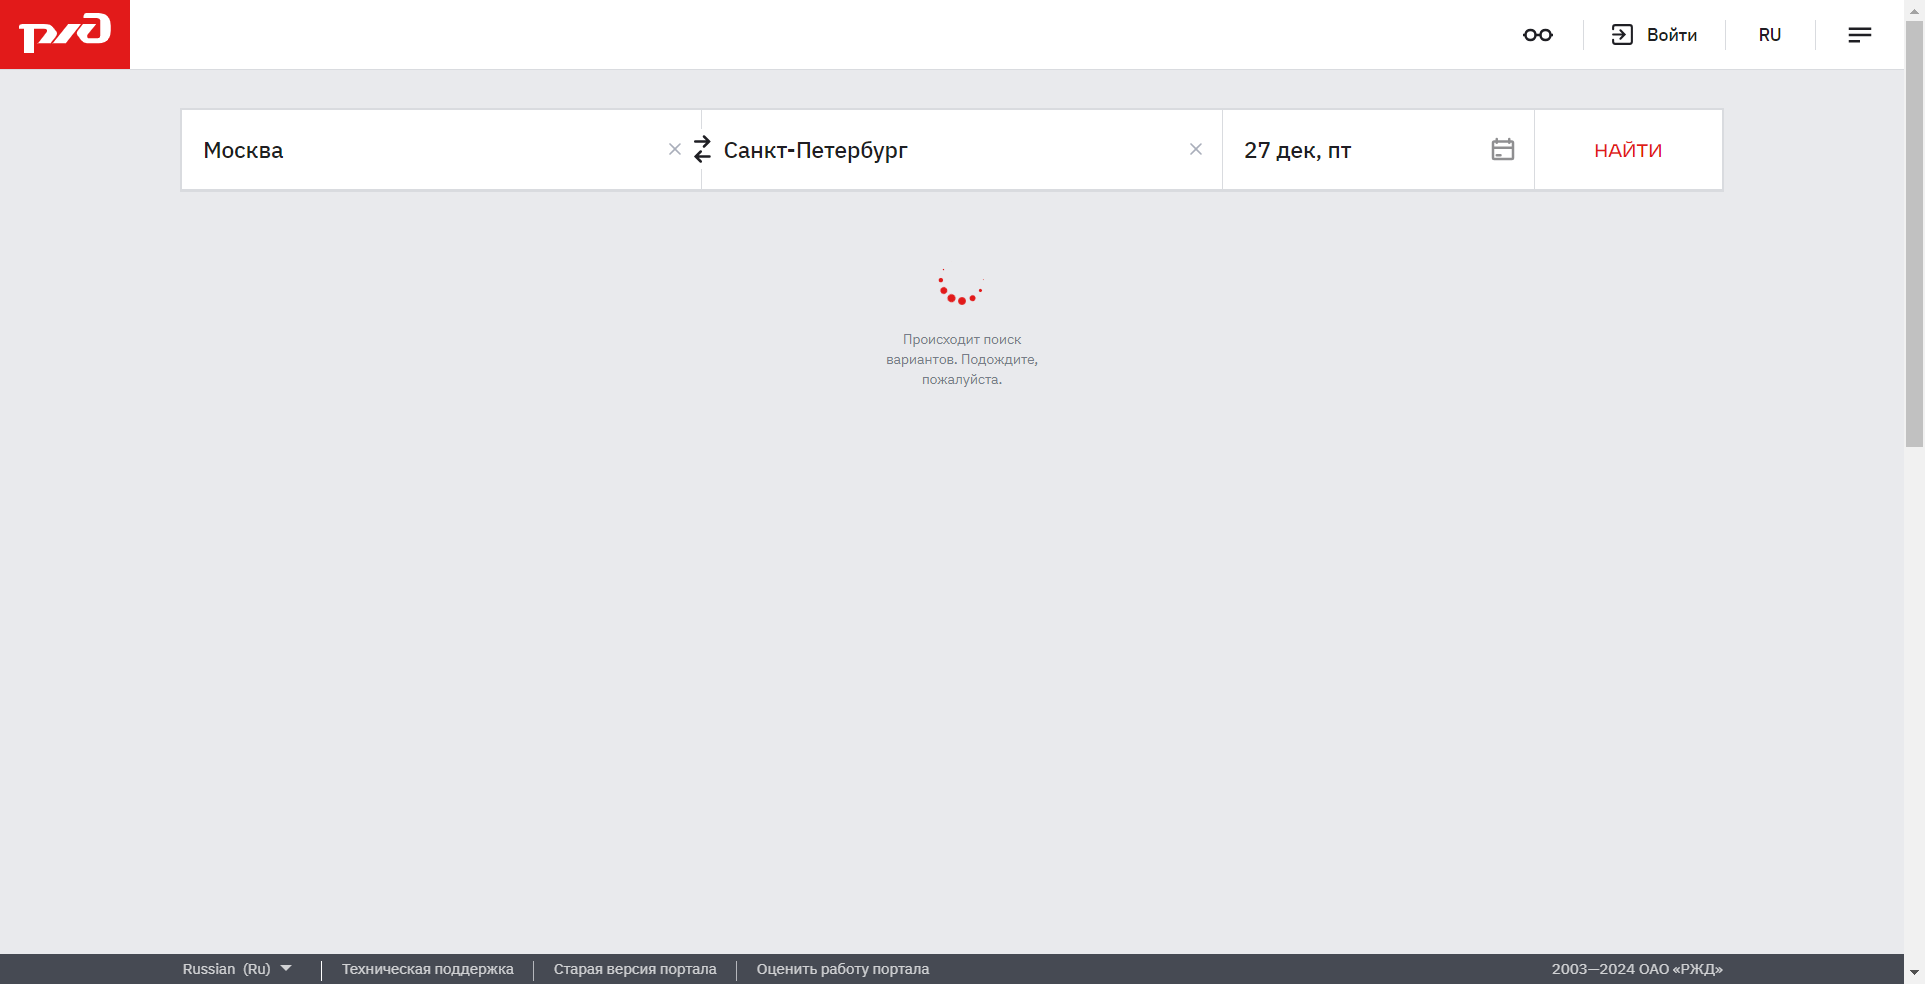 ржд
Войти
RU
Москва
Санкт-Петербург
27 дек, пт
НАЙТИ
Происходит поиск
вариантов. Подождите,
пожалуйста.
Russian (Ru)
Техническая поддержка
Старая версия портала
Оценить работу портала
2003—2024 ОАО «РЖД»